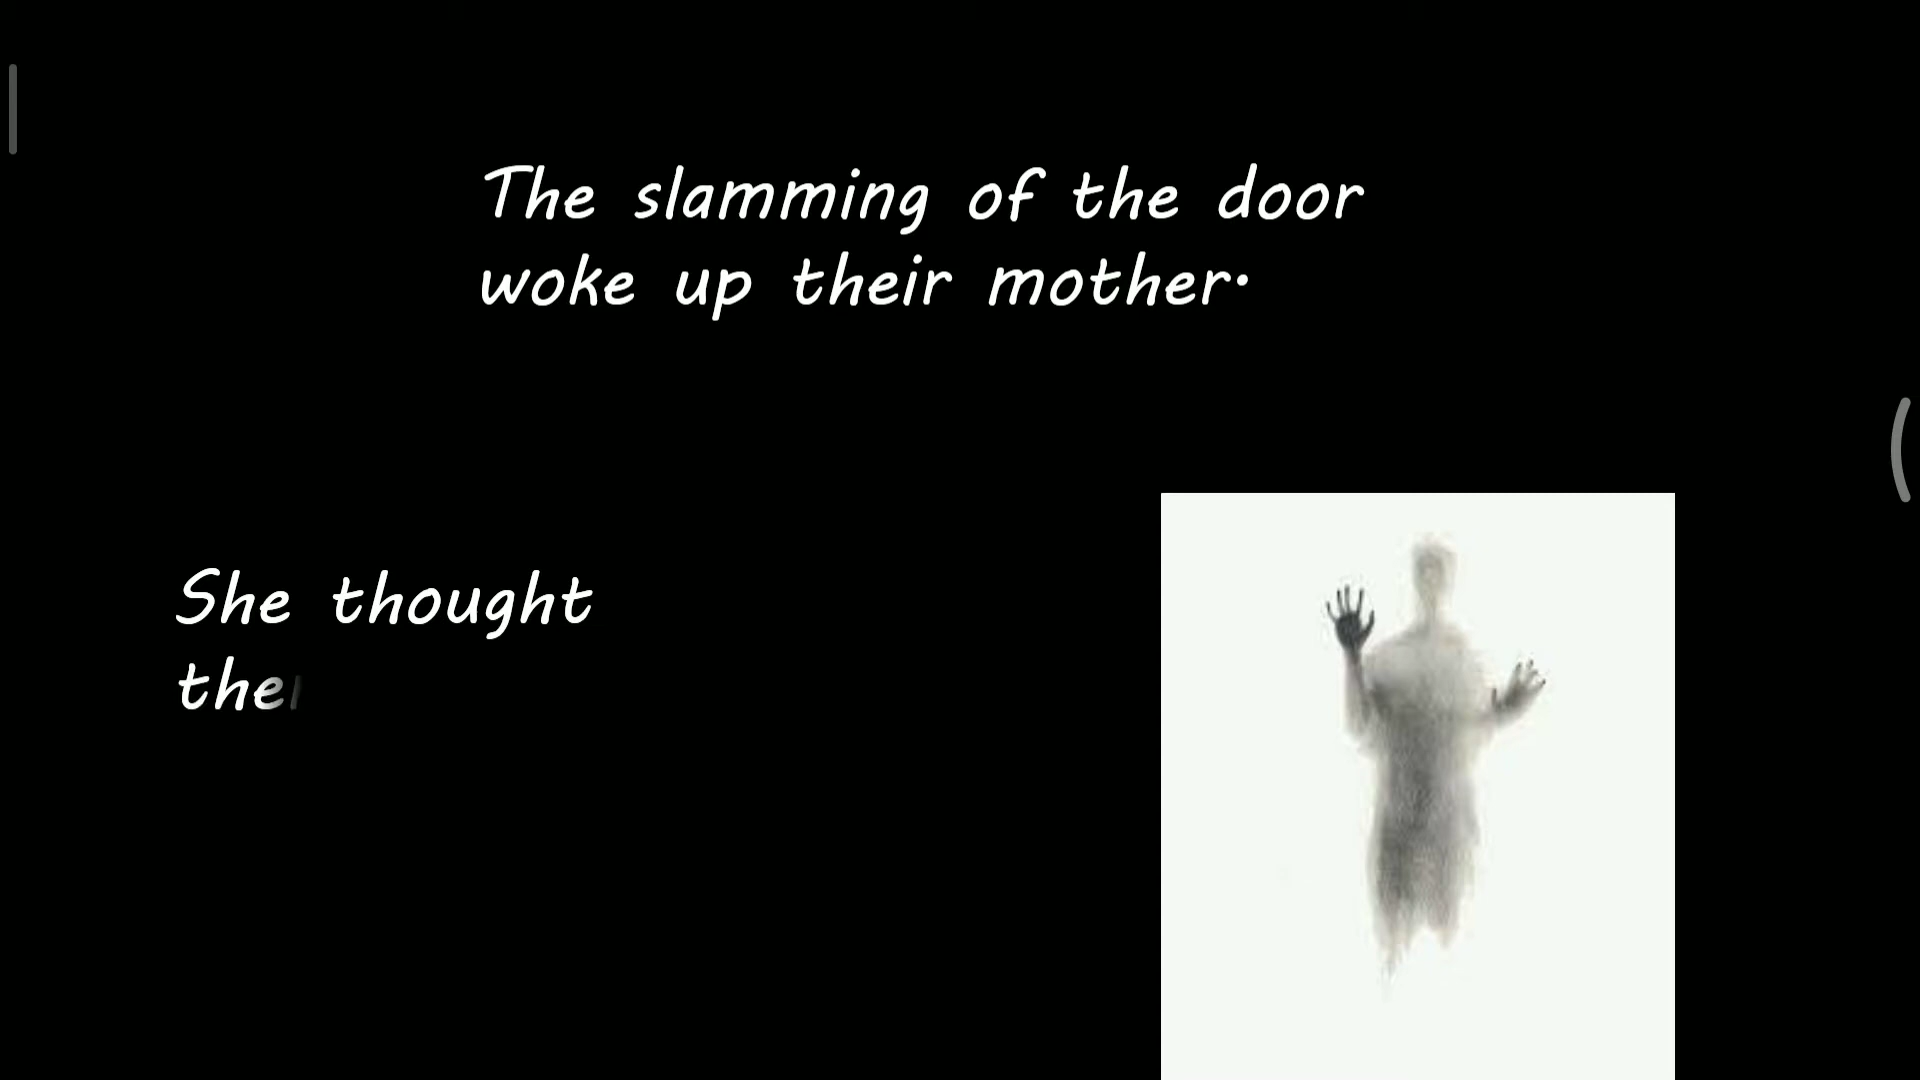 The slamming of the door
woke up their mother.
She thought